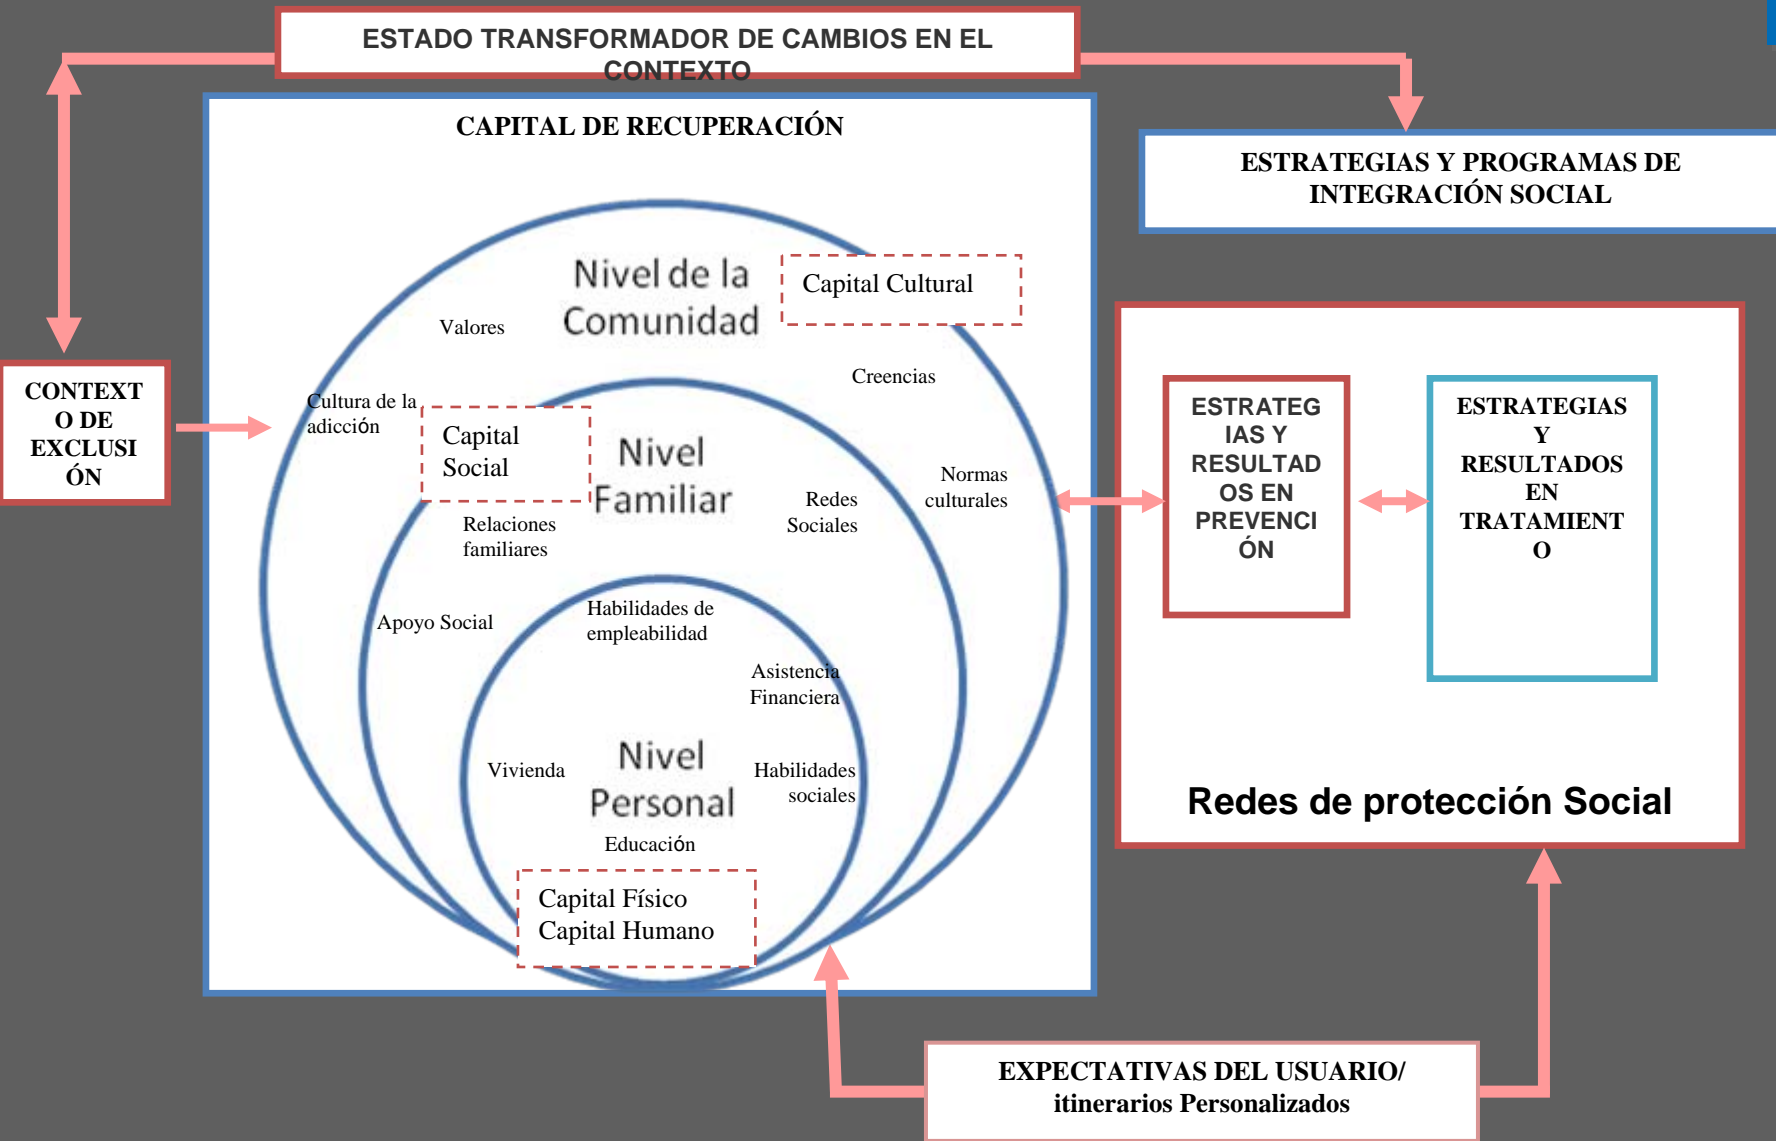 ESTADO TRANSFORMADOR DE CAMBIOS EN EL
CONTEXTO
CAPITAL DE RECUPERACIÓN
ESTRATEGIAS Y PROGRAMAS DE
INTEGRACIÓN SOCIAL
Nivel de la
Comunidad
Capital Cultural
Valores
Creencias
CONTEXT
O DE
EXCLUSI
ÓN
Cultura de la
adicción
Capital
Social
Nivel
Familiar
Normas
culturales
Redes
Sociales
Relaciones
familiares
Apoyo Social
Habilidades de
empleabilidad
Asistencia
Financiera
Vivienda
Nivel
Personal
Habilidades
sociales
Educación
Capital Físico
Capital Humano
ESTRATEG
IAS Y
RESULTAD
OS EN
PREVENCI
ÓN
ESTRATEGIAS
Y
RESULTADOS
EN
TRATAMIENT
O
Redes de protección Social
EXPECTATIVAS DEL USUARIO/
itinerarios Personalizados